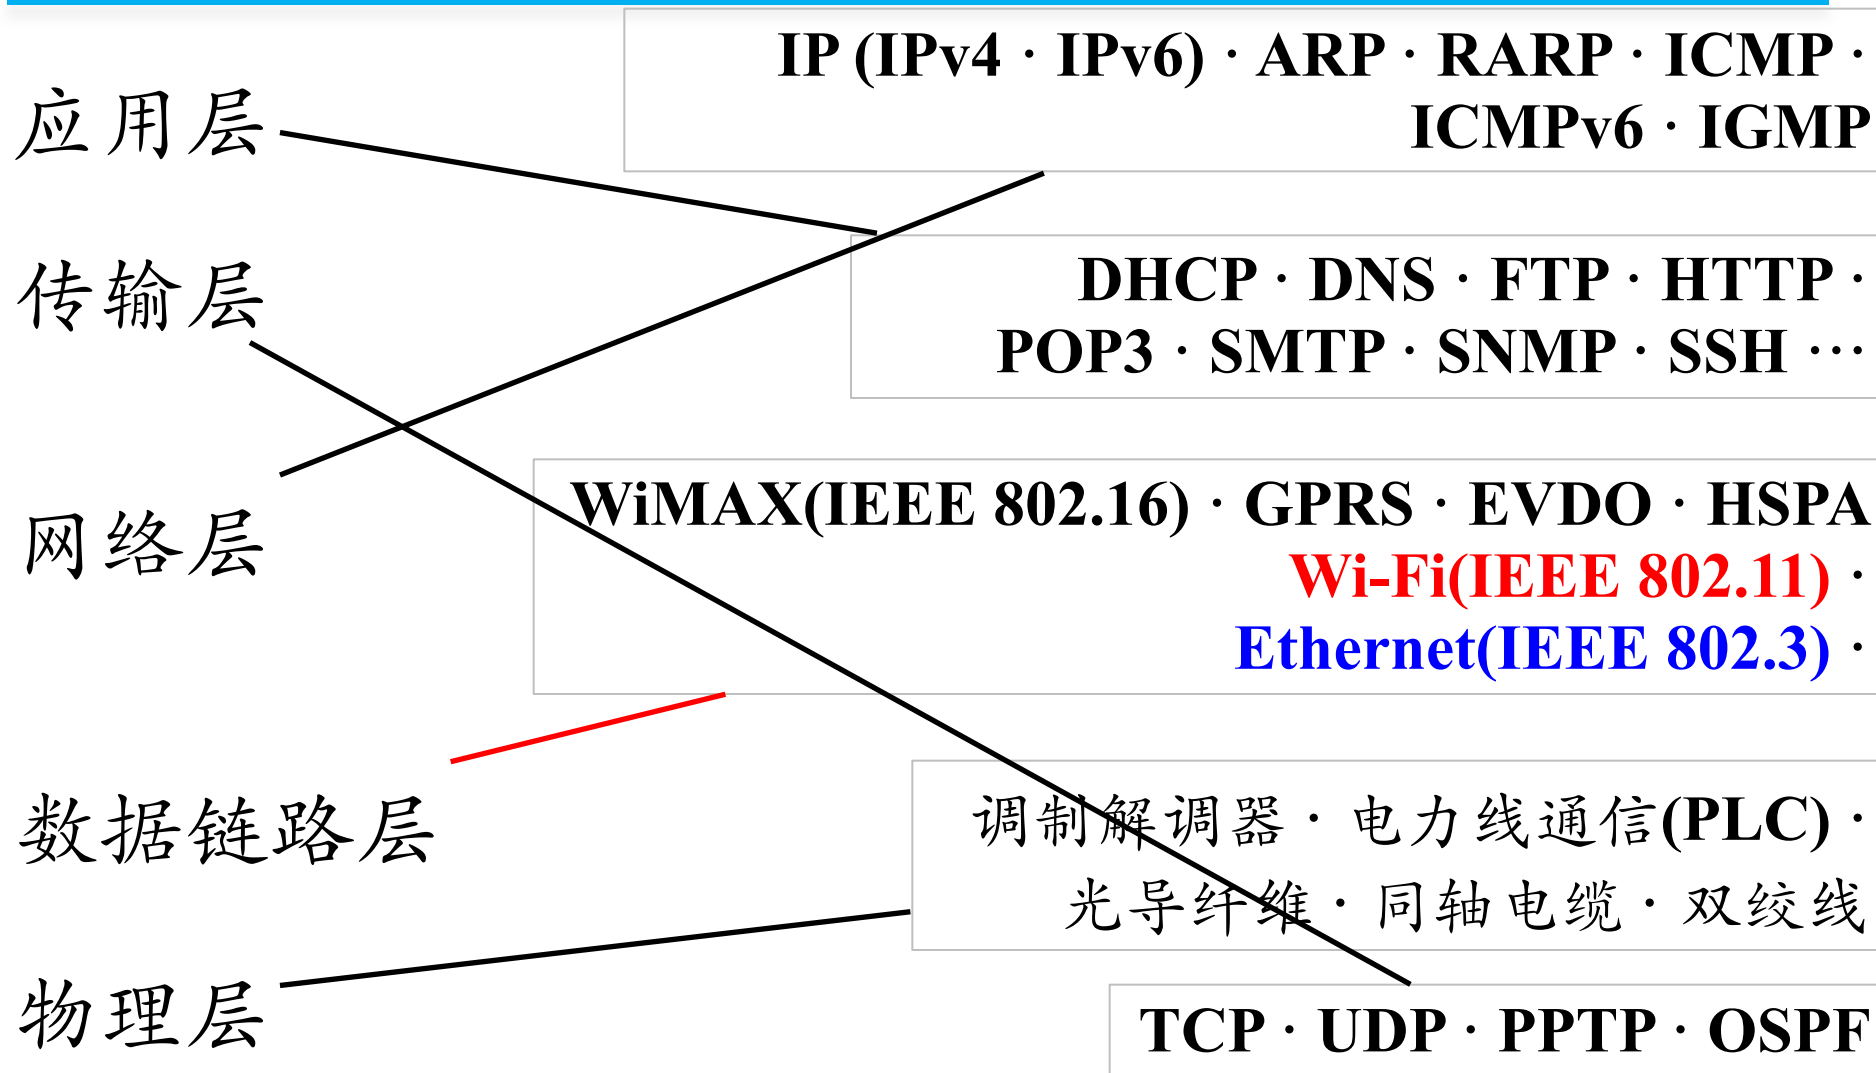 应用层
传输层
网络层
数据链路层
物理层
IP (IPv4 · IPv6) · ARP · RARP · ICMP ·
ICMPv6 · IGMP
DHCP · DNS · FTP · HTTP ·
POP3 · SMTP · SNMP · SSH ···
WiMAX(IEEE 802.16) · GPRS · EVDO · HSPA
Wi-Fi(IEEE 802.11) ·
Ethernet(IEEE 802.3) ·
调制解调器 · 电力线通信(PLC) ·
光导纤维 · 同轴电缆 · 双绞线
TCP · UDP · PPTP · OSPF